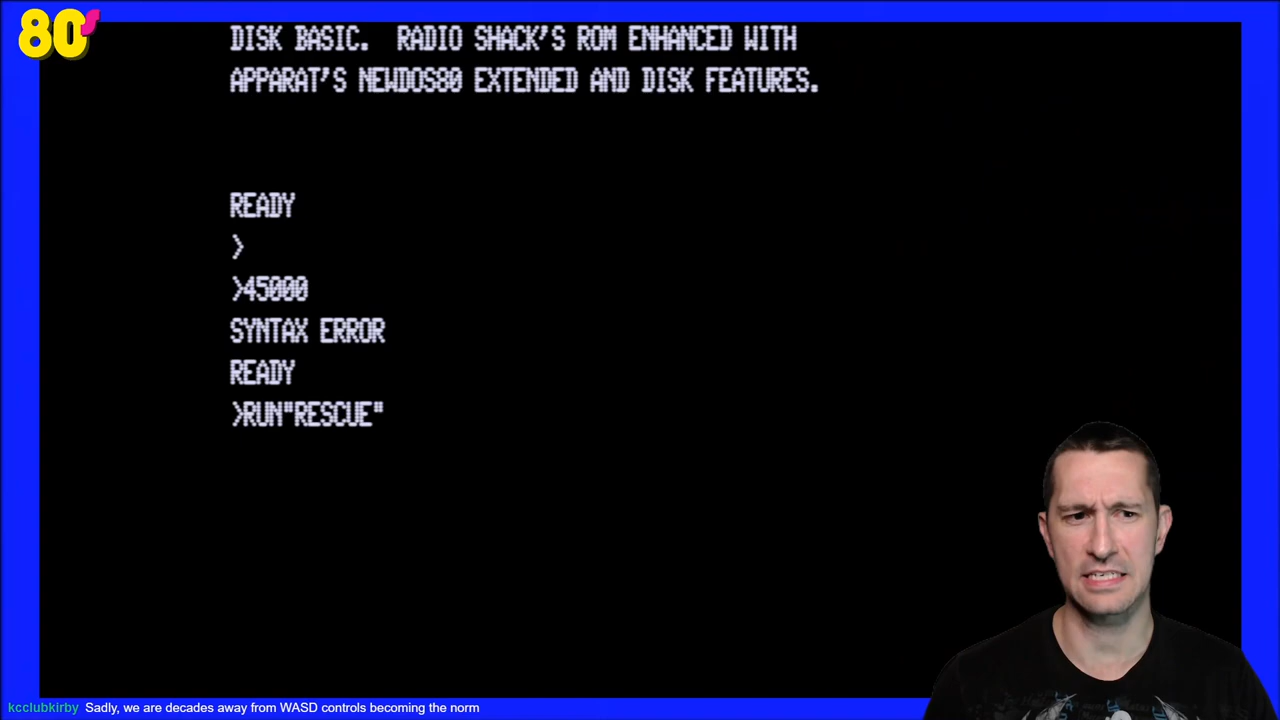 80's
DISK BASIC.  RADIO SHACK'S ROM ENHANCED WITH
APPARAT'S NEWDOS80 EXTENDED AND DISK FEATURES.
READY
>
>45000
SYNTAX ERROR
READY
>RUN"RESCUE"
kcclubkirby Sadly, we are decades away from WASD controls becoming the norm